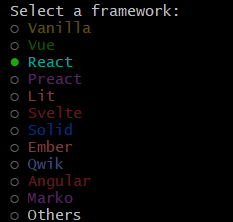 Select a framework:
○ Vanilla
○ Vue
● React
○ Preact
○ Lit
○ Svelte
○ Solid
○ Ember
○ Qwik
○ Angular
○ Marko
○ Others